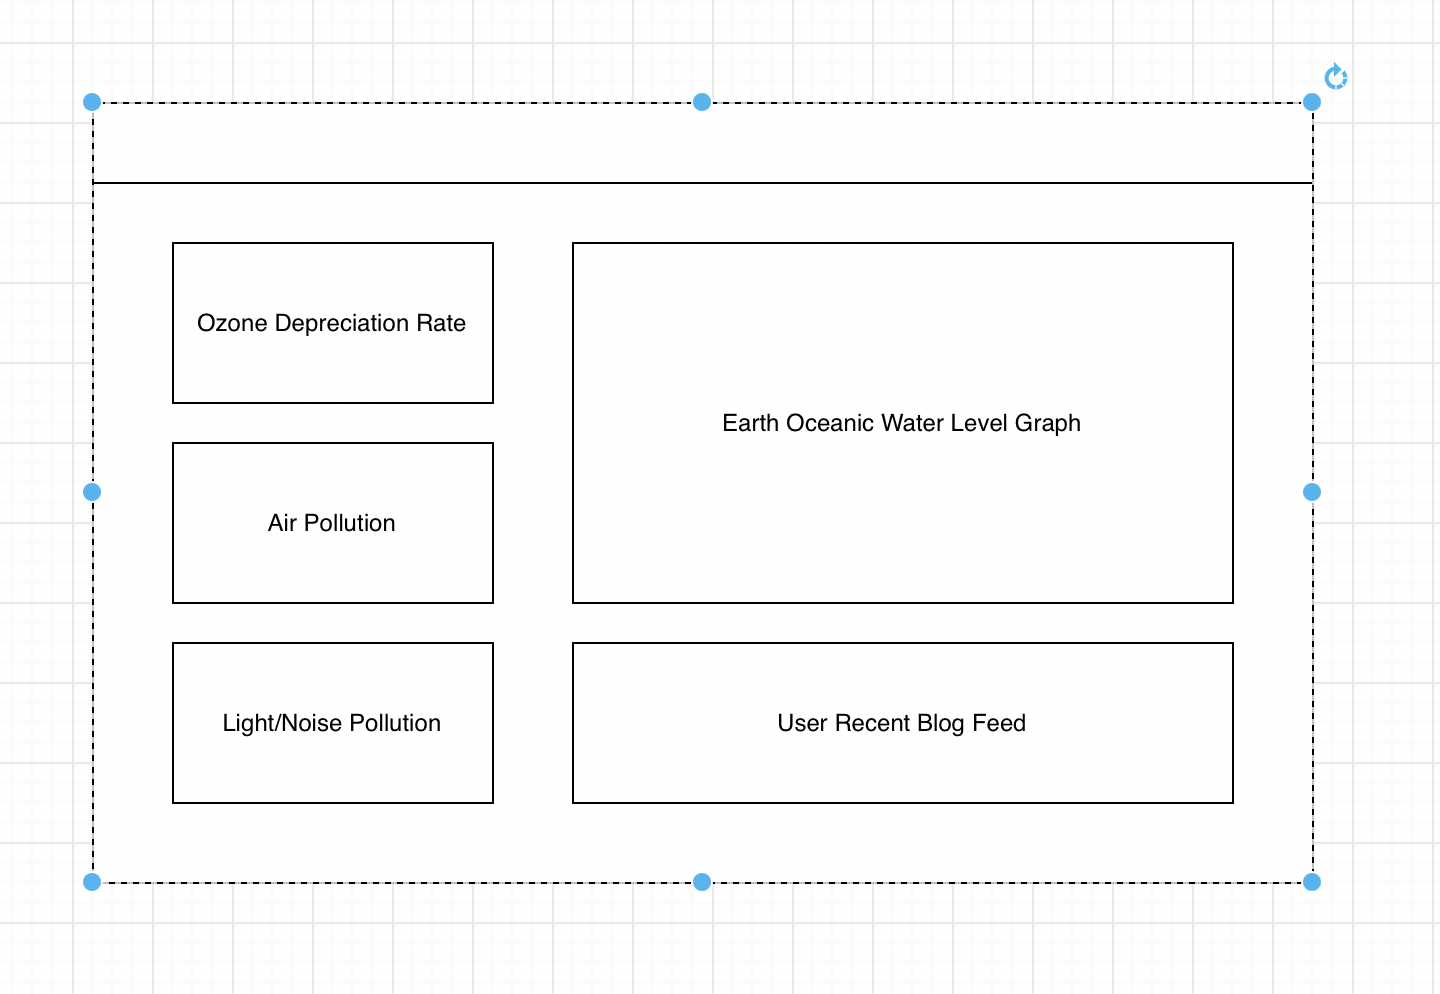 Ozone Depreciation Rate
Air Pollution
Light/Noise Pollution
Earth Oceanic Water Level Graph
User Recent Blog Feed